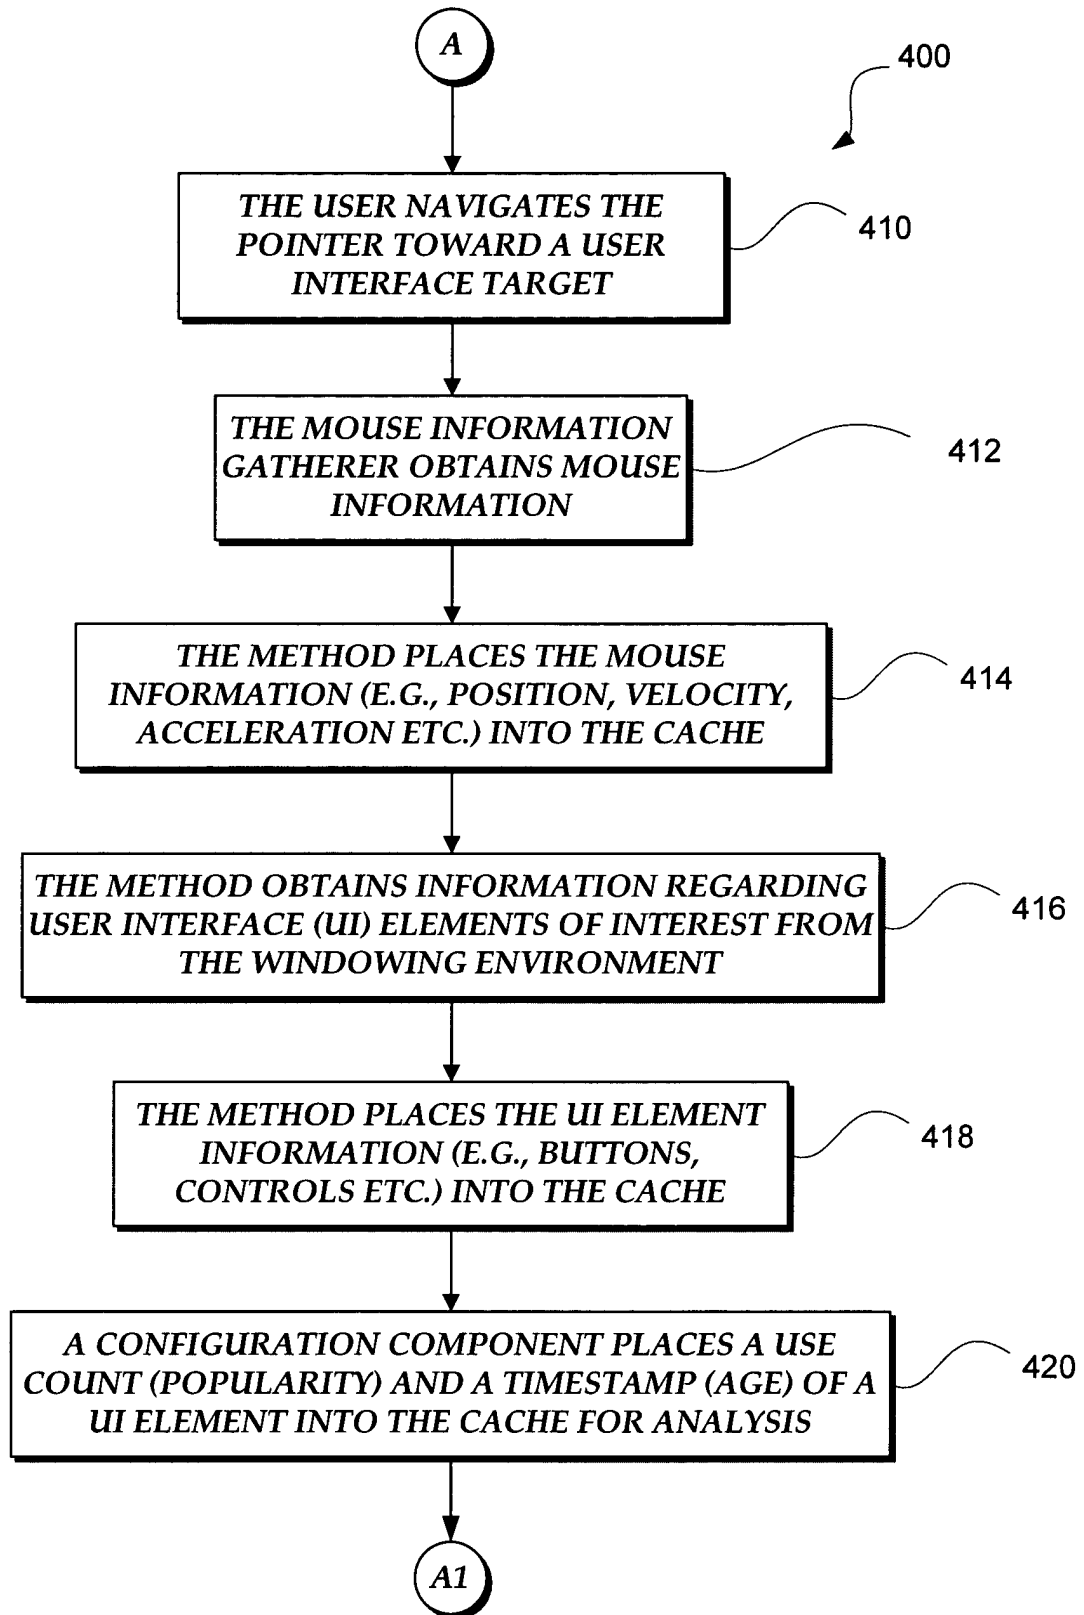 A
400
THE USER NAVIGATES THE
POINTER TOWARD A USER
INTERFACE TARGET
410
THE MOUSE INFORMATION
GATHERER OBTAINS MOUSE
INFORMATION
412
THE METHOD PLACES THE MOUSE
INFORMATION (E.G., POSITION, VELOCITY,
ACCELERATION ETC.) INTO THE CACHE
414
THE METHOD OBTAINS INFORMATION REGARDING
USER INTERFACE (UI) ELEMENTS OF INTEREST FROM
THE WINDOWING ENVIRONMENT
416
THE METHOD PLACES THE UI ELEMENT
INFORMATION (E.G., BUTTONS,
CONTROLS ETC.) INTO THE CACHE
418
A CONFIGURATION COMPONENT PLACES A USE
COUNT (POPULARITY) AND A TIMESTAMP (AGE) OF A
UI ELEMENT INTO THE CACHE FOR ANALYSIS
420
A1